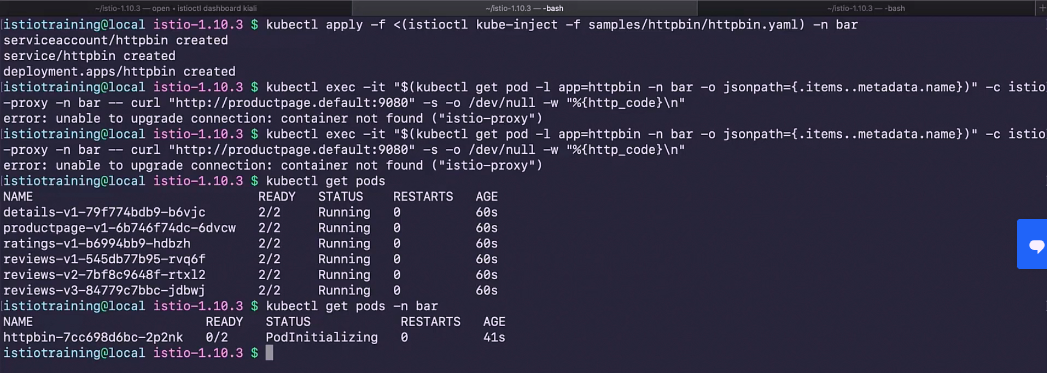 ~/istio-1.10.3 — open • istioctl dashboard kiali
~/istio-1.10.3 — -bash
~/istio-1.10.3 — -bash
istiotraining@local istio-1.10.3 $ kubectl apply -f <(istioctl kube-inject -f samples/httpbin/httpbin.yaml) -n bar
serviceaccount/httpbin created
service/httpbin created
deployment.apps/httpbin created
istiotraining@local istio-1.10.3 $ kubectl exec -it "$(kubectl get pod -l app=httpbin -n bar -o jsonpath={.items..metadata.name})" -c istio
-proxy -n bar -- curl "http://productpage.default:9080" -s -o /dev/null -w "%{http_code}\n"
error: unable to upgrade connection: container not found ("istio-proxy")
istiotraining@local istio-1.10.3 $ kubectl exec -it "$(kubectl get pod -l app=httpbin -n bar -o jsonpath={.items..metadata.name})" -c istio
-proxy -n bar -- curl "http://productpage.default:9080" -s -o /dev/null -w "%{http_code}\n"
error: unable to upgrade connection: container not found ("istio-proxy")
istiotraining@local istio-1.10.3 $ kubectl get pods
NAME READY STATUS RESTARTS AGE
details-v1-79f774bdb9-b6vjc 2/2 Running 0 60s
productpage-v1-6b746f74dc-6dvcw 2/2 Running 0 60s
ratings-v1-b6994bb9-hdbzh 2/2 Running 0 60s
reviews-v1-545db77b95-rvq6f 2/2 Running 0 60s
reviews-v2-7bf8c9648f-rtxl2 2/2 Running 0 60s
reviews-v3-84779c7bbc-jdbwj 2/2 Running 0 60s
istiotraining@local istio-1.10.3 $ kubectl get pods -n bar
NAME READY STATUS RESTARTS AGE
httpbin-7cc698d6bc-2p2nk 0/2 PodInitializing 0 41s
istiotraining@local istio-1.10.3 $